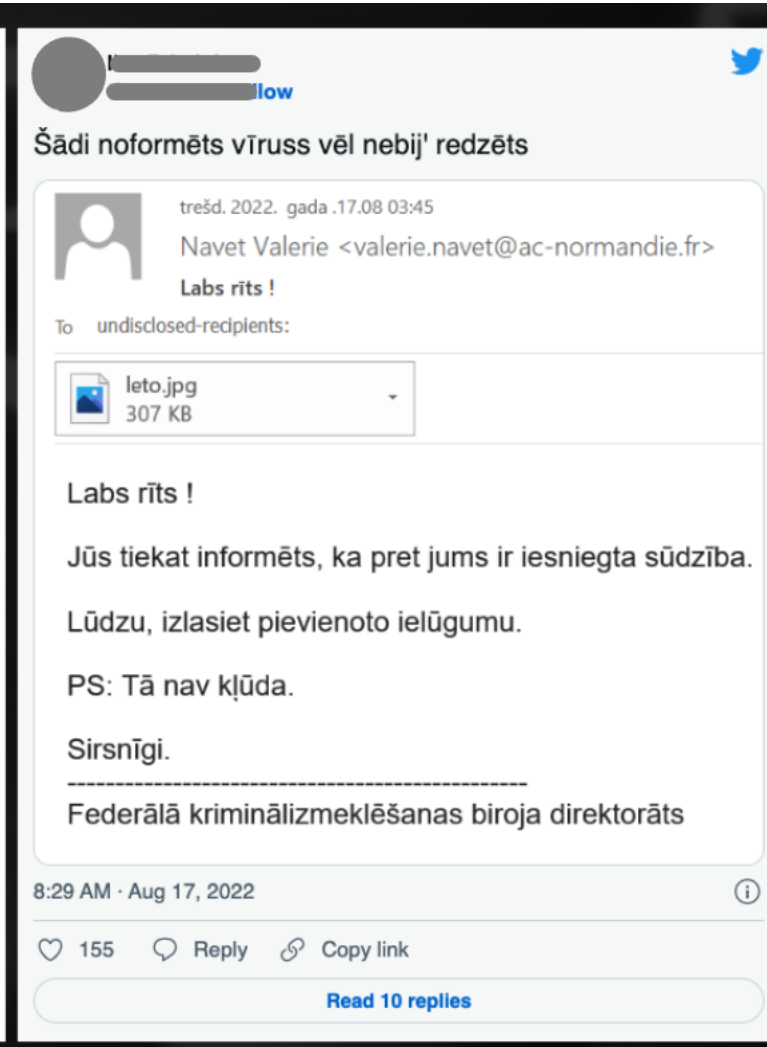 llow
Šādi noformēts vīruss vēl nebij' redzēts
trešd. 2022. gada .17.08 03:45
Navet Valerie <valerie.navet@ac-normandie.fr>
Labs rīts !
To undisclosed-recipients:
leto.jpg
307 KB
Labs rīts !
Jūs tiekat informēts, ka pret jums ir iesniegta sūdzība.
Lūdzu, izlasiet pievienoto ielūgumu.
PS: Tā nav kļūda.
Sirsnīgi.
-------------------------------------------------
Federālā kriminālizmeklēšanas biroja direktorāts
8:29 AM · Aug 17, 2022
155 Reply Copy link
Read 10 replies